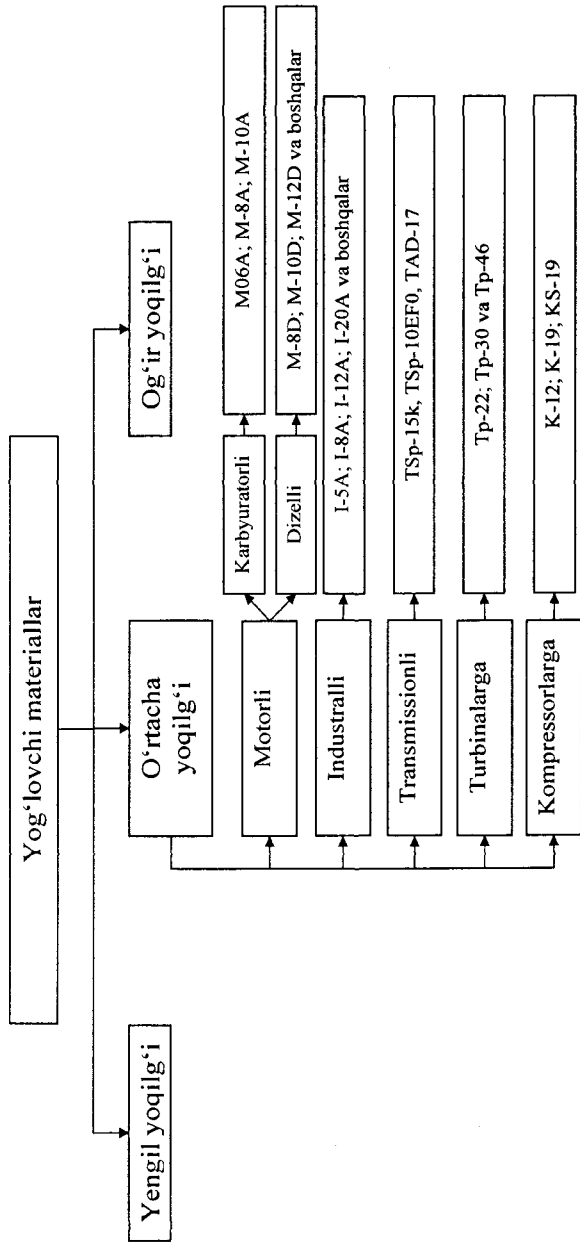 Yog‘lovchi materiallar
Yengil yoqilg‘i
O‘rtacha
yoqilg‘i
Og‘ir yoqilg‘i
Motorli
Karbyuratorli
M06A; M-8A; M-10A
Dizelli
M-8D; M-10D; M-12D va boshqalar
Industralli
I-5A; I-8A; I-12A; I-20A va boshqalar
Transmissionli
TSp-15k, TSp-10EF0, TAD-17
Turbinalarga
Tp-22; Tp-30 va Tp-46
Kompressorlarga
K-12; K-19; KS-19